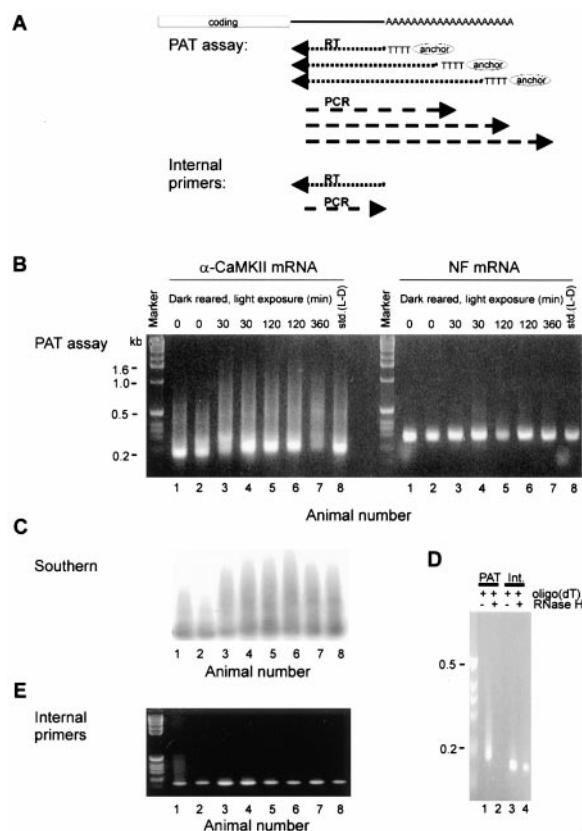 A
coding
AAAAAAAAAAAAAAAAAAAAA
PAT assay:
RT
TTTT anchor
TTTT anchor
TTTT anchor
PCR
Internal
primers:
RT
PCR
B
α-CaMKII mRNA
NF mRNA
Marker
Dark reared, light exposure (min)
std.(L-D)
Marker
Dark reared, light exposure (min)
std.(L-D)
0 0 30 30 120 120 360
0 0 30 30 120 120 360
PAT assay
kb
1.6
1.0
0.5
0.2
1 2 3 4 5 6 7 8
1 2 3 4 5 6 7 8
Animal number
C
Southern
1 2 3 4 5 6 7 8
Animal number
D
PAT Int.
+ + + + oligo(dT)
- + - + RNase H
0.5
0.2
1 2 3 4
E
Internal
primers
1 2 3 4 5 6 7 8
Animal number